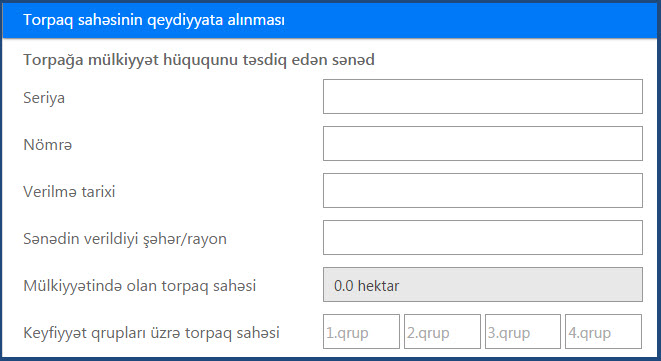 Torpaq sahəsinin qeydiyyata alınması
Torpağa mülkiyyət hüququnu təsdiq edən sənəd
Seriya
Nömrə
Verilmə tarixi
Sənədin verildiyi şəhər/rayon
Mülkiyyətində olan torpaq sahəsi 0.0 hektar
Keyfiyyət qrupları üzrə torpaq sahəsi 1.qrup 2.qrup 3.qrup 4.qrup